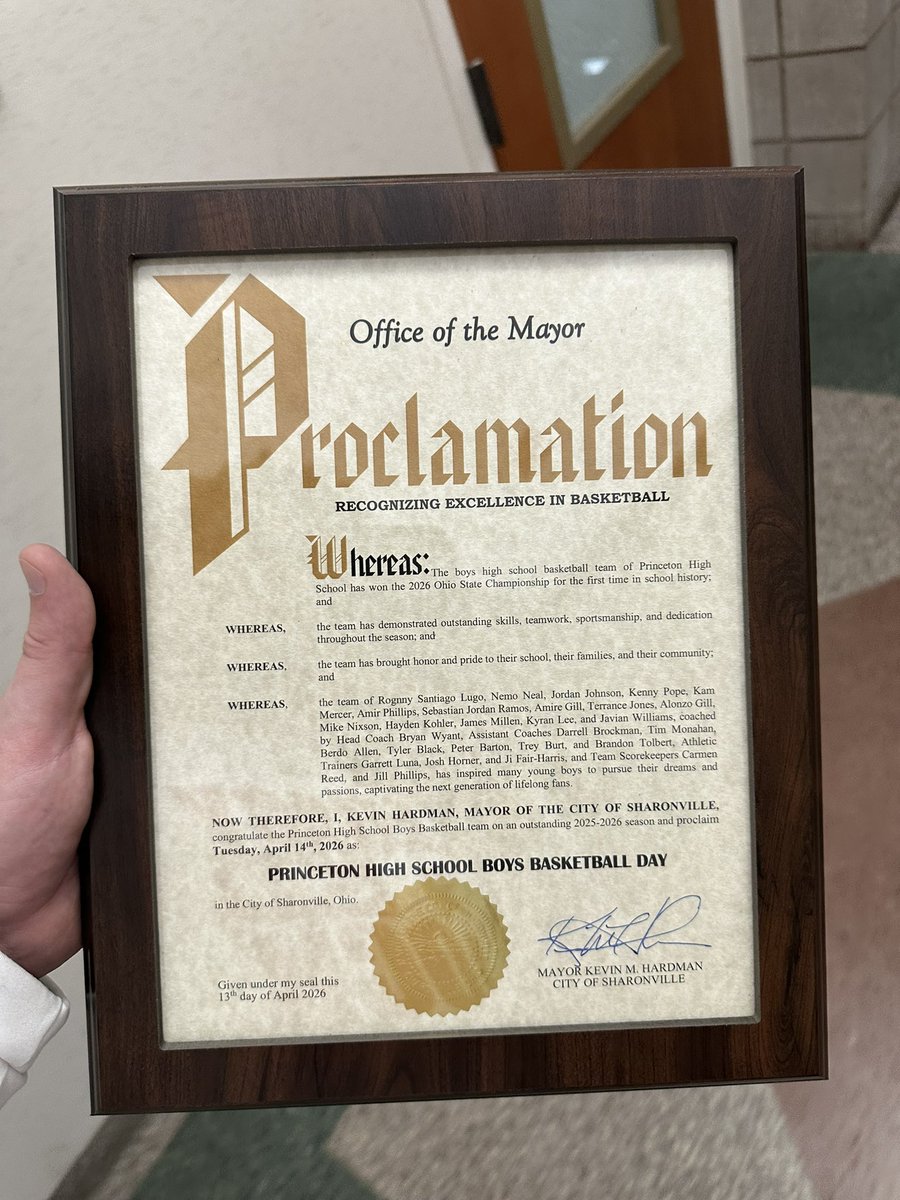 Office of the Mayor
Proclamation
RECOGNIZING EXCELLENCE IN BASKETBALL
Whereas: The boys high school basketball team of Princeton High
School has won the 2026 Ohio State Championship for the first time in school history;
and
WHEREAS, the team has demonstrated outstanding skills, teamwork, sportsmanship, and dedication
throughout the season; and
WHEREAS, the team has brought honor and pride to their school, their families, and their community;
and
WHEREAS, the team of Rognny Santiago Lugo, Nemo Neal, Jordan Johnson, Kenny Pope, Kam
Mercer, Amir Phillips, Sebastian Jordan Ramos, Amire Gill, Terrance Jones, Alonzo Gill,
Mike Nixson, Hayden Kohler, James Millen, Kyran Lee, and Javian Williams, coached
by Head Coach Bryan Wyant, Assistant Coaches Darrell Brockman, Tim Monahan,
Berdo Allen, Tyler Black, Peter Barton, Trey Burt, and Brandon Tolbert, Athletic
Trainers Garrett Luna, Josh Horner, and Ji Fair-Harris, and Team Scorekeepers Carmen
Reed, and Jill Phillips, has inspired many young boys to pursue their dreams and
passions, captivating the next generation of lifelong fans.
NOW THEREFORE, I, KEVIN HARDMAN, MAYOR OF THE CITY OF SHARONVILLE,
congratulate the Princeton High School Boys Basketball team on an outstanding 2025-2026 season and proclaim
Tuesday, April 14th, 2026 as:
PRINCETON HIGH SCHOOL BOYS BASKETBALL DAY
in the City of Sharonville, Ohio.
Given under my seal this
13th day of April 2026
MAYOR KEVIN M. HARDMAN
CITY OF SHARONVILLE